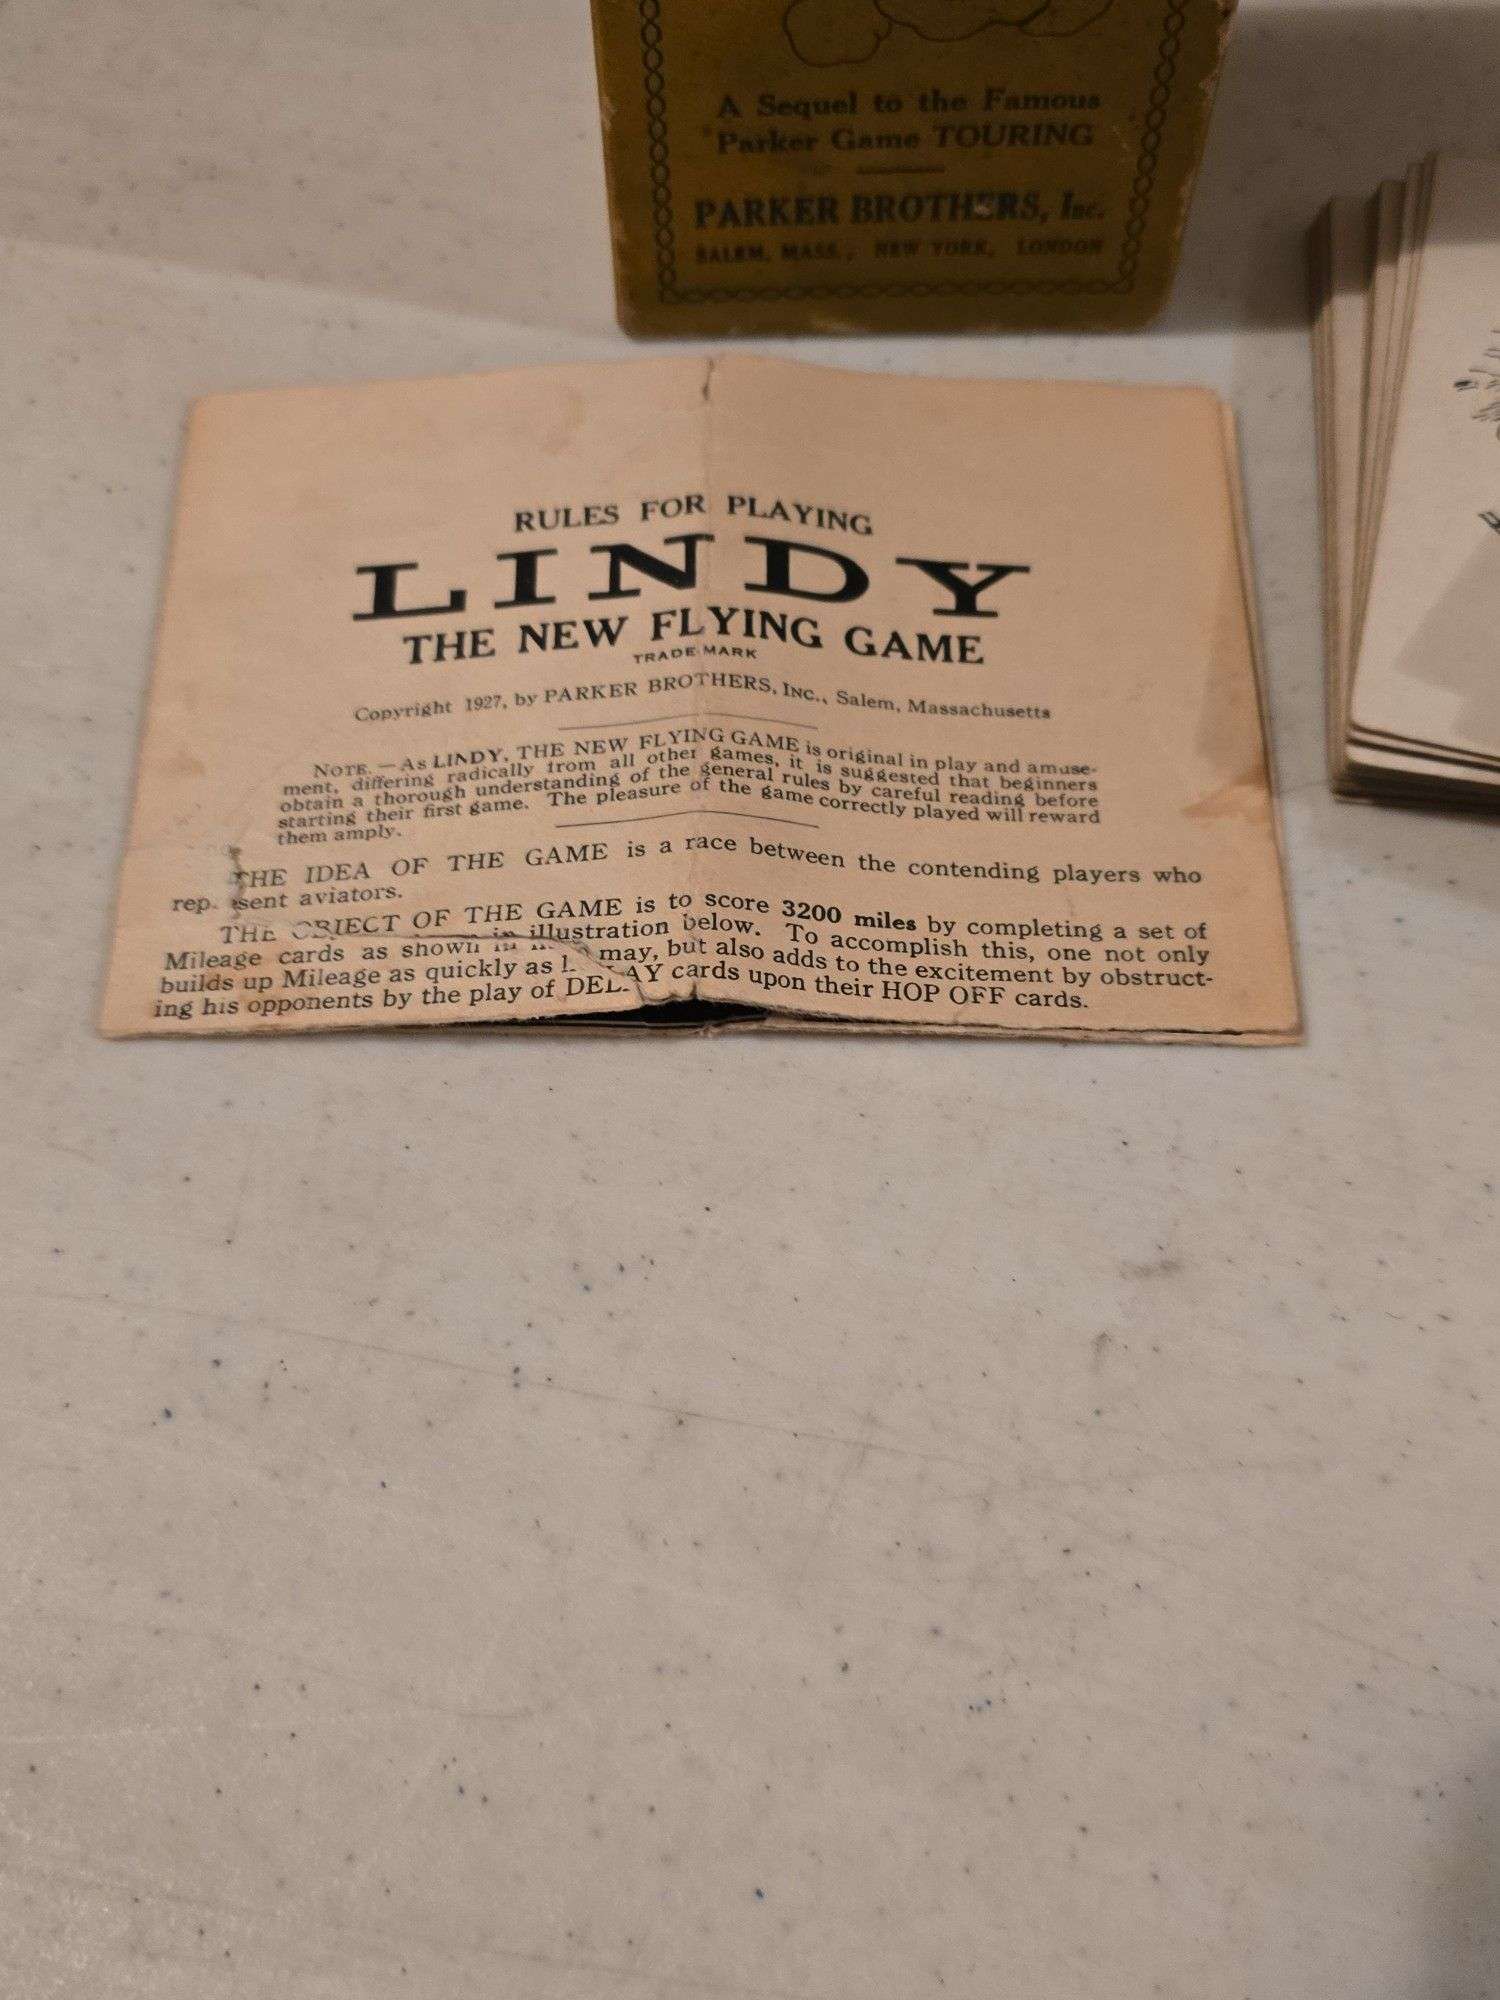 A Sequel to the Famous
Parker Game TOURING
PARKER BROTHERS, Inc.
SALEM, MASS., NEW YORK, LONDON
RULES FOR PLAYING
LINDY
THE NEW FLYING GAME
TRADE MARK
Copyright 1927, by PARKER BROTHERS, INC., Salem, Massachusetts
NOTE. — As LINDY, THE NEW FLYING GAME is original in play and amuse-
ment, differing radically from all other games, it is suggested that beginners
obtain a thorough understanding of the general rules by careful reading before
starting their first game. The pleasure of the game correctly played will reward
them amply.
THE IDEA OF THE GAME is a race between the contending players who
rep sent aviators.
THE OBJECT OF THE GAME is to score 3200 miles by completing a set of
Mileage cards as shown in illustration below. To accomplish this, one not only
builds up Mileage as quickly as may, but also adds to the excitement by obstruct-
ing his opponents by the play of DELAY cards upon their HOP OFF cards.